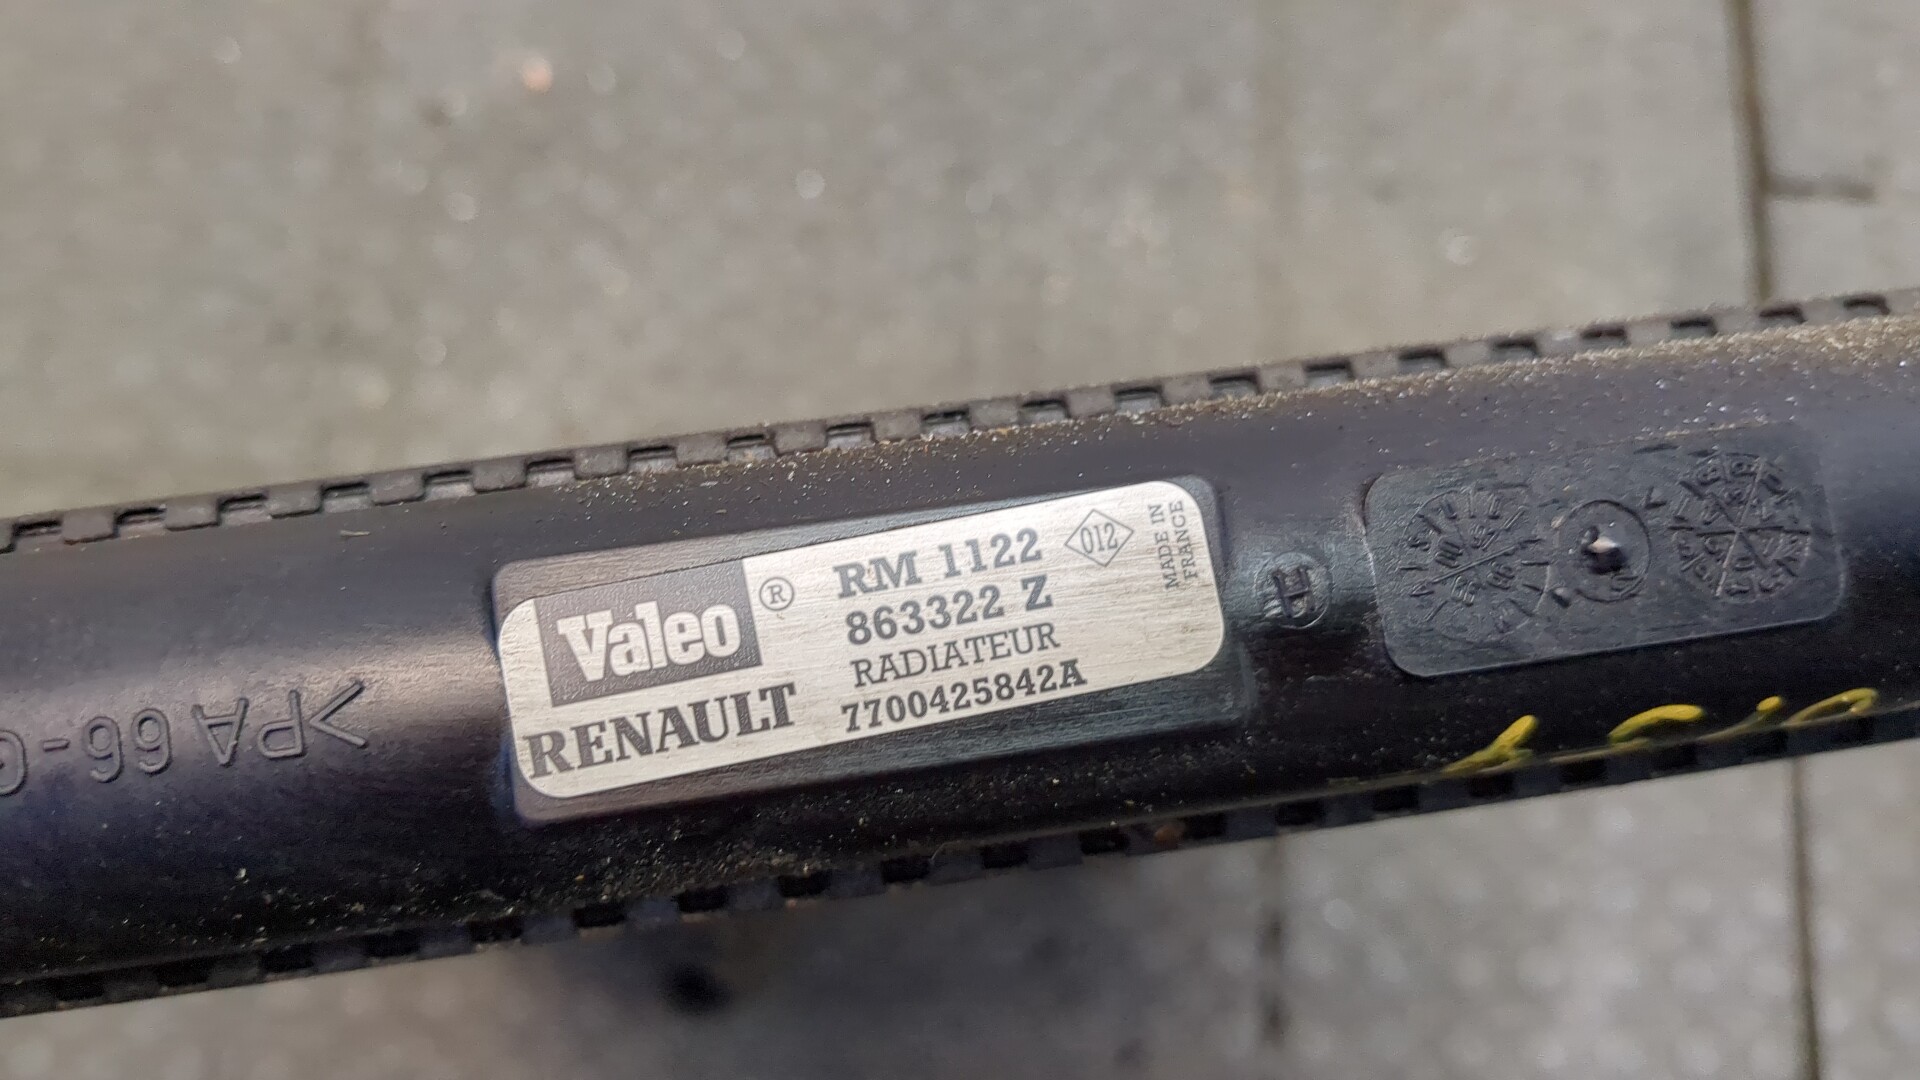 Valeo ®
RENAULT
RM 1122
863322 Z
RADIATEUR
7700425842A
012
MADE IN
FRANCE
>PA 66-G
H